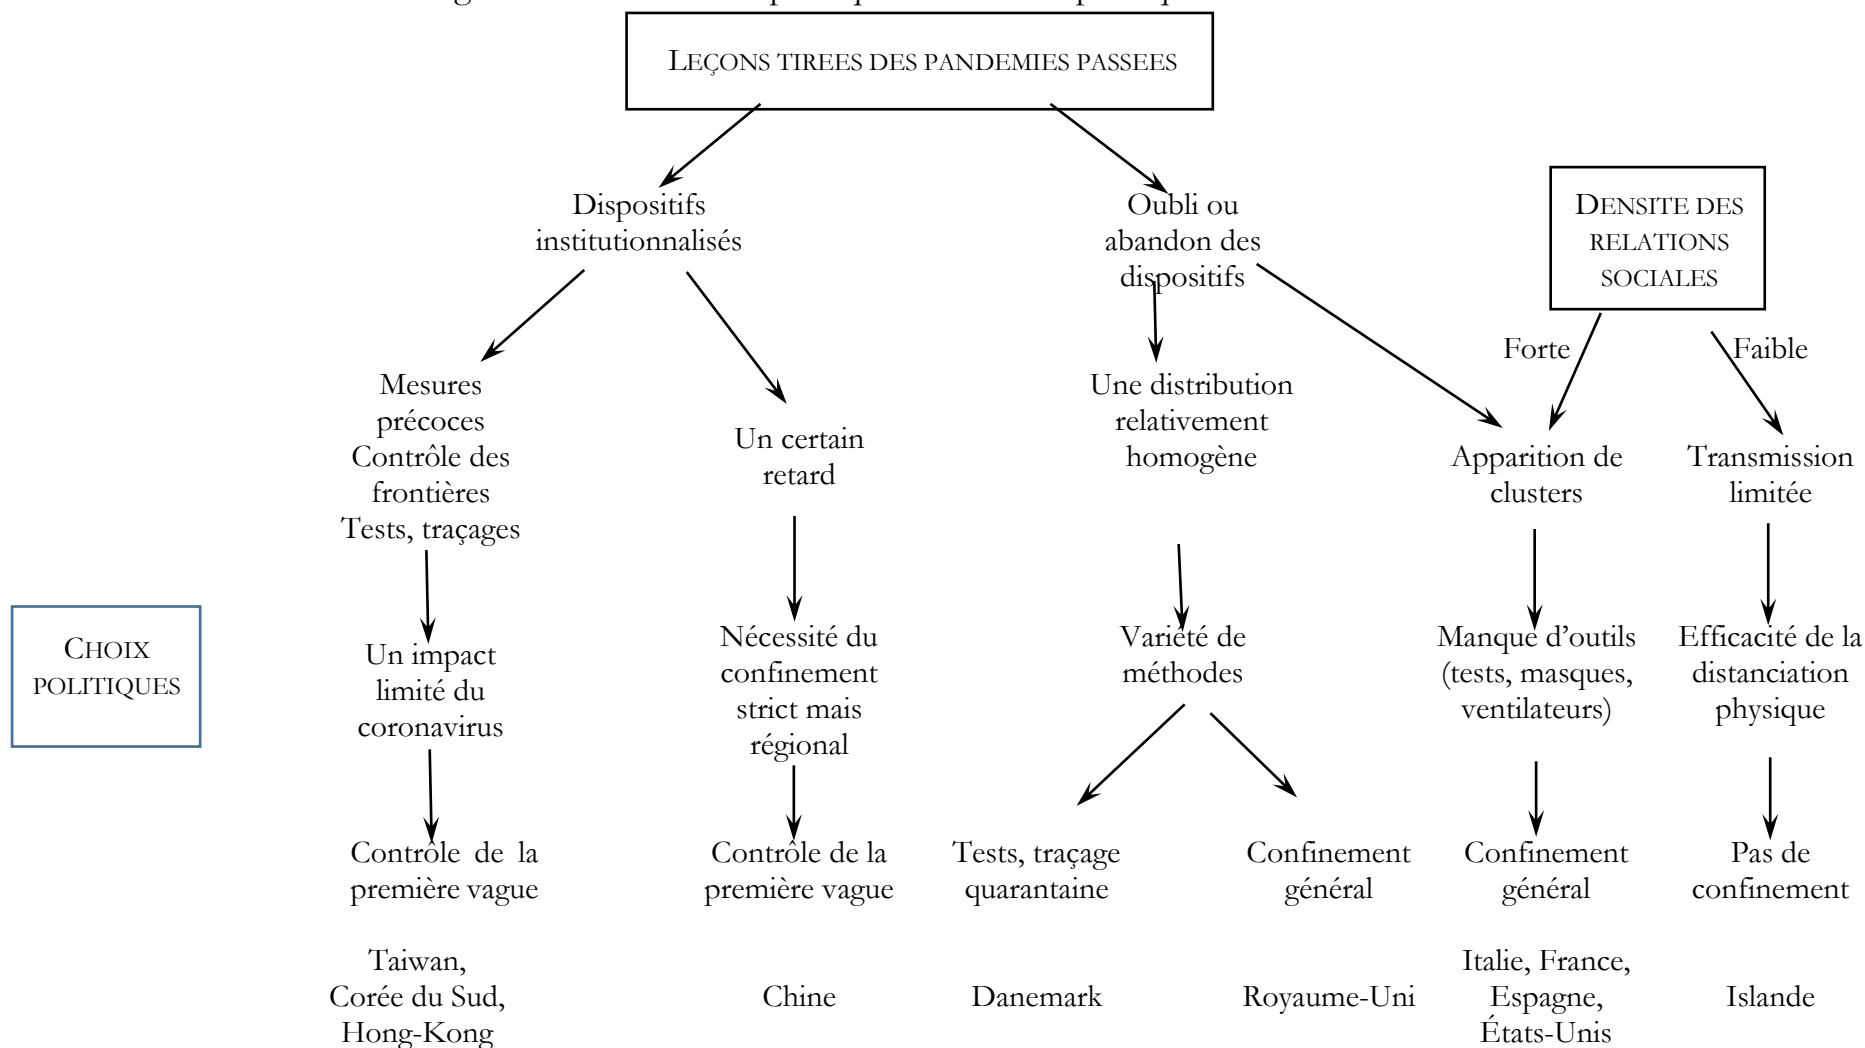 LEÇONS TIREES DES PANDEMIES PASSEES
Dispositifs
institutionnalisés
Oubli ou
abandon des
dispositifs
DENSITE DES
RELATIONS
SOCIALES
Forte
Faible
Mesures
précoces
Contrôle des
frontières
Tests, traçages
Un certain
retard
Une distribution
relativement
homogène
Apparition de
clusters
Transmission
limitée
CHOIX
POLITIQUES
Un impact
limité du
coronavirus
Nécessité du
confinement
strict mais
régional
Variété de
méthodes
Manque d’outils
(tests, masques,
ventilateurs)
Efficacité de la
distanciation
physique
Contrôle de la
première vague
Contrôle de la
première vague
Tests, traçage
quarantaine
Confinement
général
Confinement
général
Pas de
confinement
Taiwan,
Corée du Sud,
Hong-Kong
Chine
Danemark
Royaume-Uni
Italie, France,
Espagne,
États-Unis
Islande